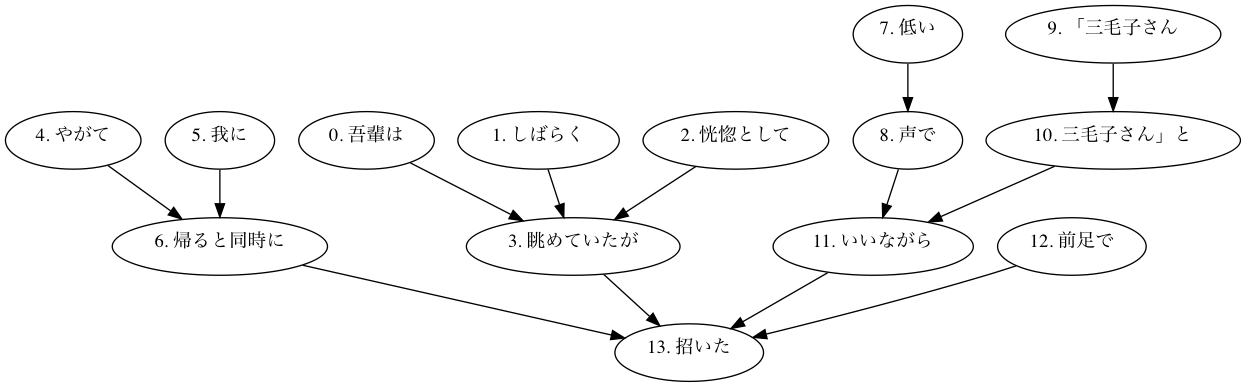 7. 低い
9. 「三毛子さん
4. やがて
5. 我に
0. 吾輩は
1. しばらく
2. 恍惚として
8. 声で
10. 三毛子さん」と
6. 帰ると同時に
3. 眺めていたが
11. いいながら
12. 前足で
13. 招いた